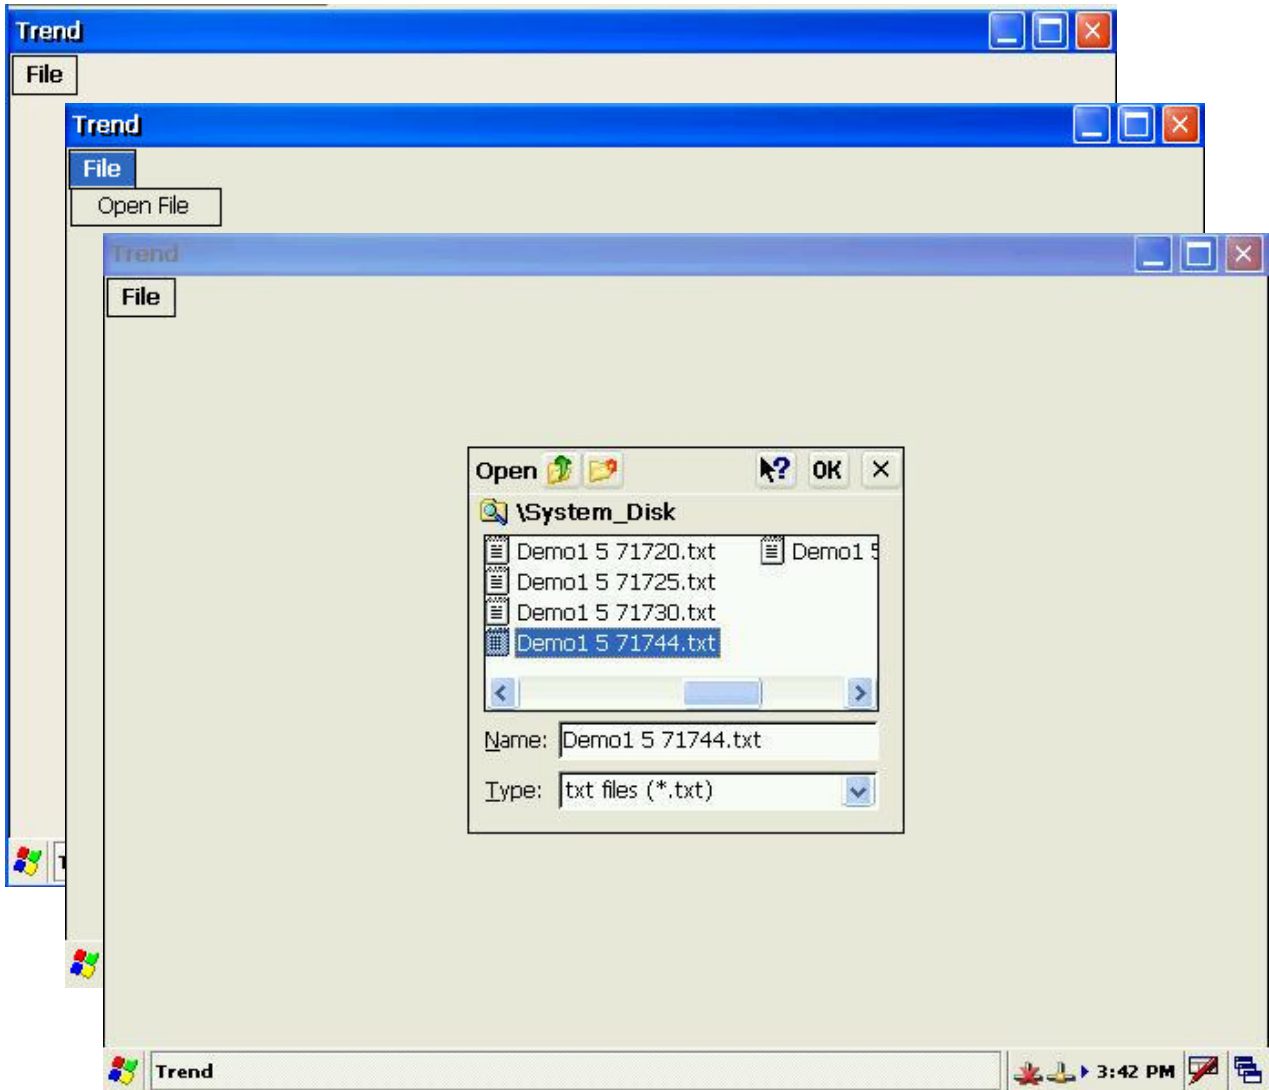 Trend
File
Trend
File
Open File
Trend
File
Open ? OK ×
\System_Disk
Demo1 5 71720.txt Demo1 5
Demo1 5 71725.txt
Demo1 5 71730.txt
Demo1 5 71744.txt
Name: Demo1 5 71744.txt
Type: txt files (*.txt)
Trend 3:42 PM